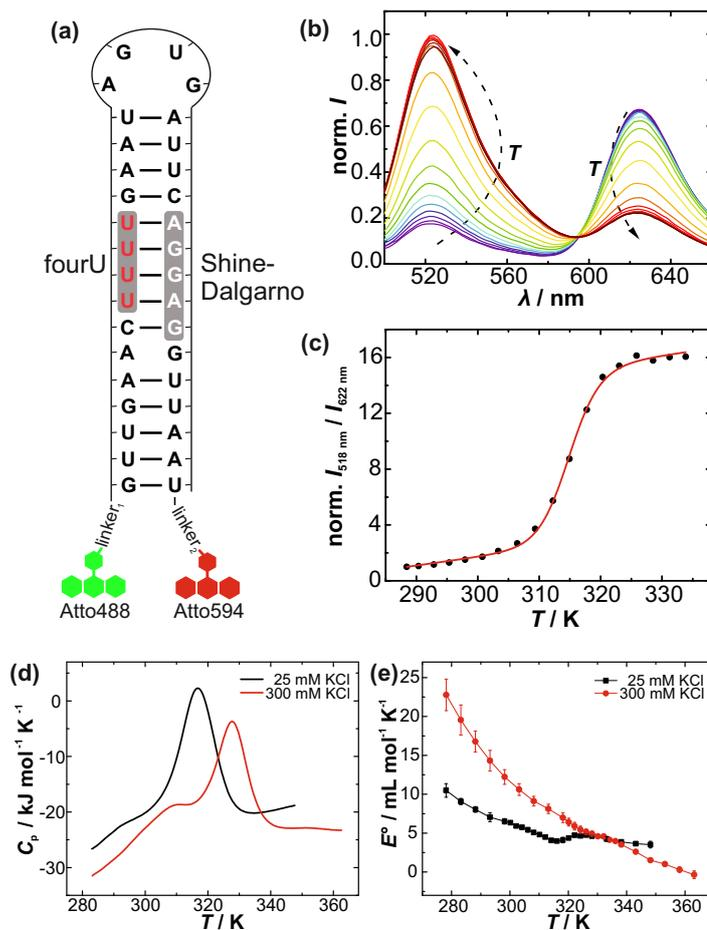 (a)
G U
A G
U A
A U
A U
G C
U A
U G
U G
U A
C G
A G
A U
G U
U A
U A
G U
fourU
Shine-
Dalgarno
linker1
linker2
Atto488
Atto594
(b)
norm. I
1.0
0.8
0.6
0.4
0.2
0.0
T
T
520 560 600 640
λ / nm
(c)
norm. I518 nm / I622 nm
16
12
8
4
0
290 300 310 320 330
T / K
(d)
25 mM KCl
300 mM KCl
Cp / kJ mol-1 K-1
0
-10
-20
-30
280 300 320 340 360
T / K
(e)
25 mM KCl
300 mM KCl
E° / mL mol-1 K-1
25
20
15
10
5
0
280 300 320 340 360
T / K